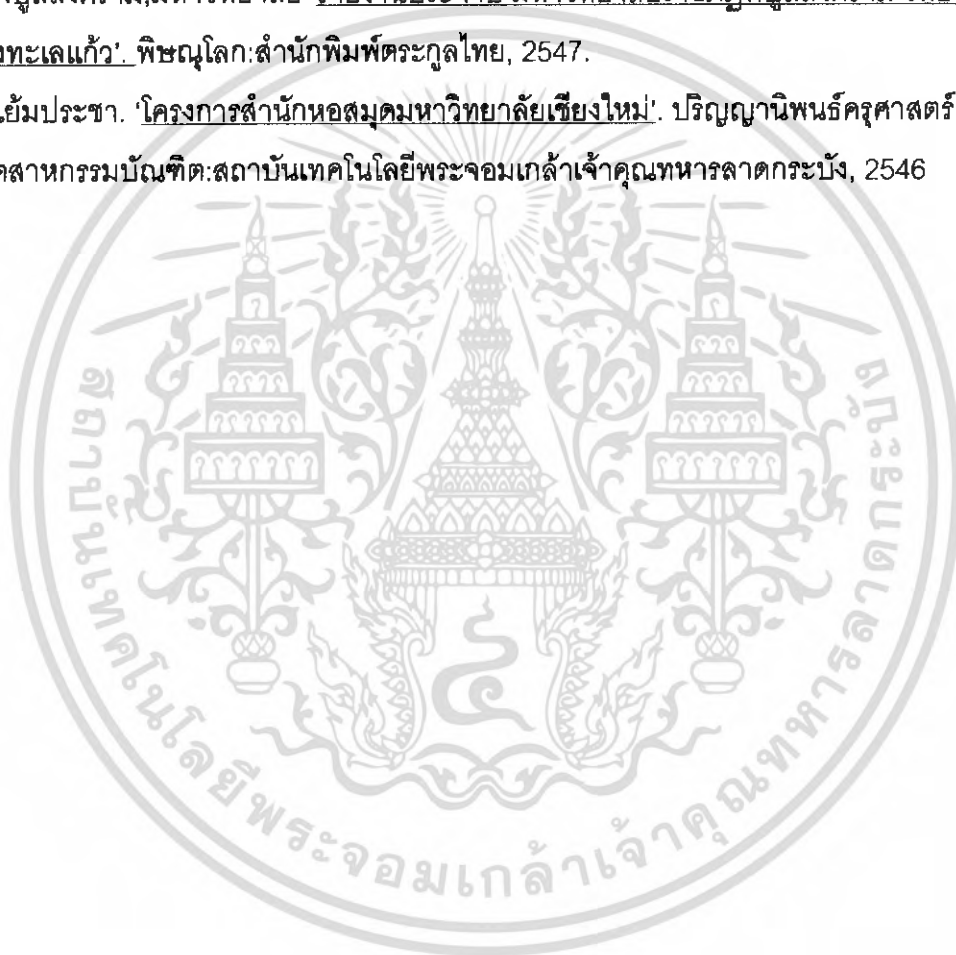 ทะเลแก้ว'. พิษณุโลก:สำนักพิมพ์ตระกูลไทย, 2547.
ย้มประชา. 'โครงการสำนักหอสมุดมหาวิทยาลัยเชียงใหม่'. ปริญญานิพนธ์ครุศาสตร์
สาหกรรมบัณฑิต:สถาบันเทคโนโลยีพระจอมเกล้าเจ้าคุณทหารลาดกระบัง, 2546
สถาบันเทคโนโลยีพระจอมเกล้าเจ้าคุณทหารลาดกระบัง